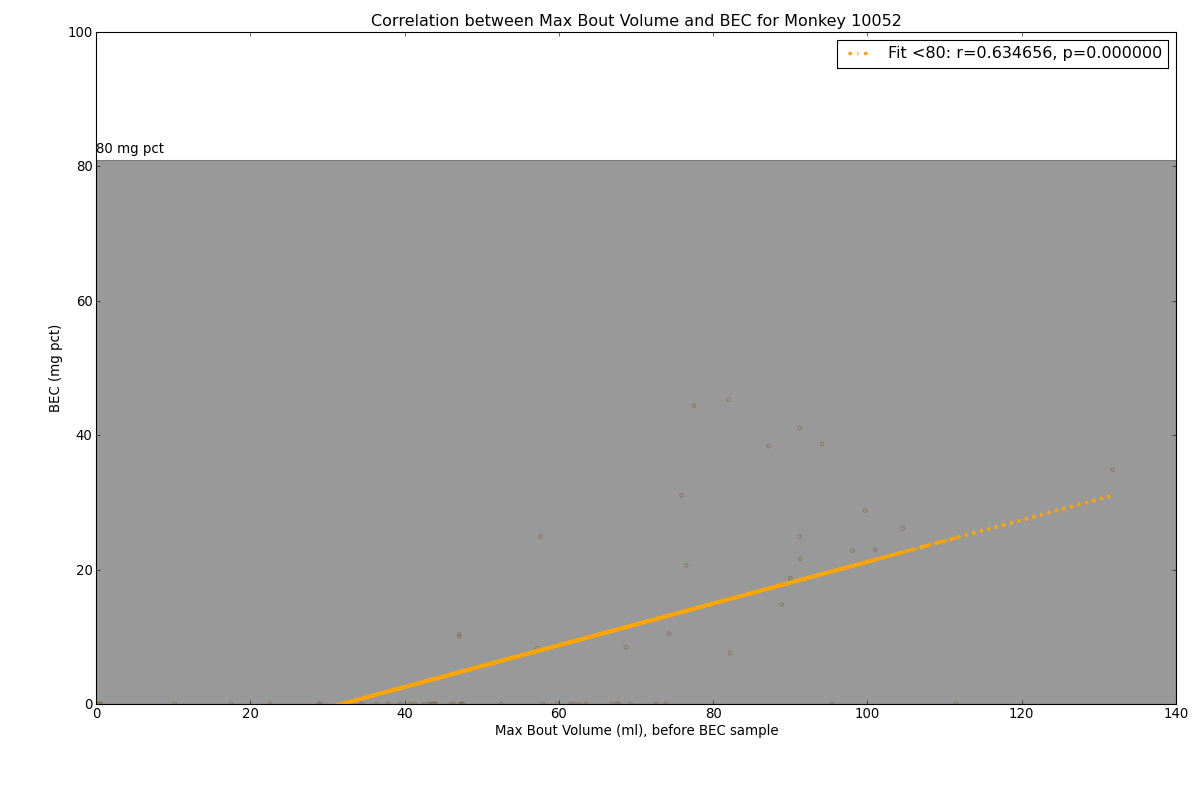 Correlation between Max Bout Volume and BEC for Monkey 10052
Fit <80: r=0.634656, p=0.000000
80 mg pct
100
80
60
40
20
0
BEC (mg pct)
0 20 40 60 80 100 120 140
Max Bout Volume (ml), before BEC sample